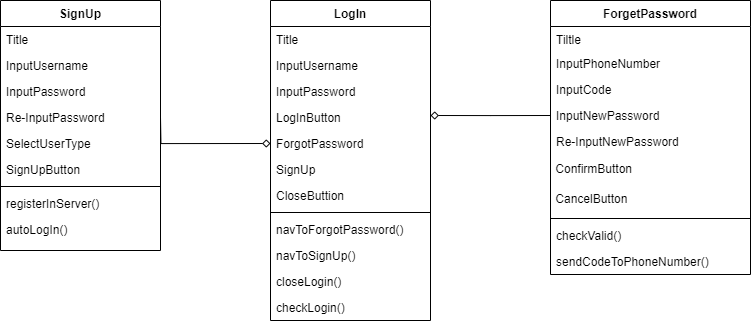 SignUp
Title
InputUsername
InputPassword
Re-InputPassword
SelectUserType
SignUpButton
registerInServer()
autoLogIn()
LogIn
Title
InputUsername
InputPassword
LogInButton
ForgotPassword
SignUp
CloseButtion
navToForgotPassword()
navToSignUp()
closeLogin()
checkLogin()
ForgetPassword
Tiltle
InputPhoneNumber
InputCode
InputNewPassword
Re-InputNewPassword
ConfirmButton
CancelButton
checkValid()
sendCodeToPhoneNumber()